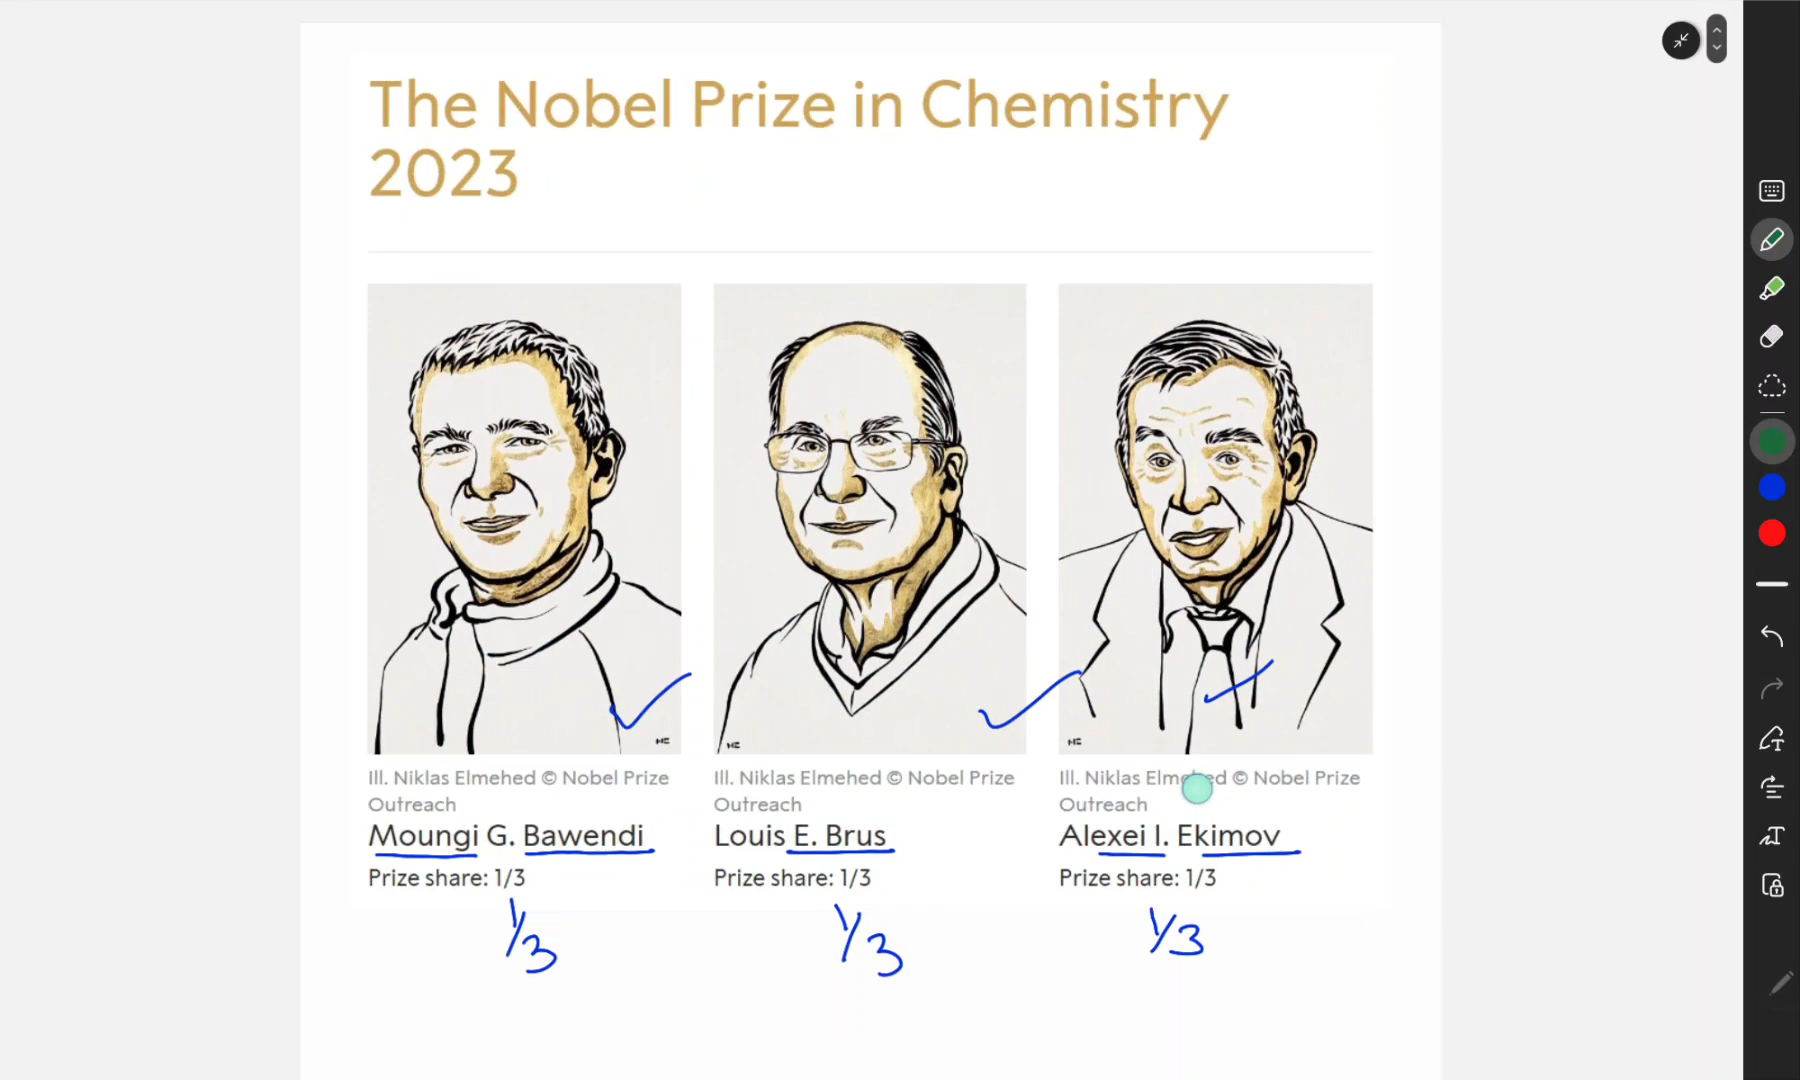 The Nobel Prize in Chemistry
2023
Ill. Niklas Elmehed © Nobel Prize
Outreach
Moungi G. Bawendi
Prize share: 1/3
1/3
Ill. Niklas Elmehed © Nobel Prize
Outreach
Louis E. Brus
Prize share: 1/3
1/3
Ill. Niklas Elmehed © Nobel Prize
Outreach
Alexei I. Ekimov
Prize share: 1/3
1/3